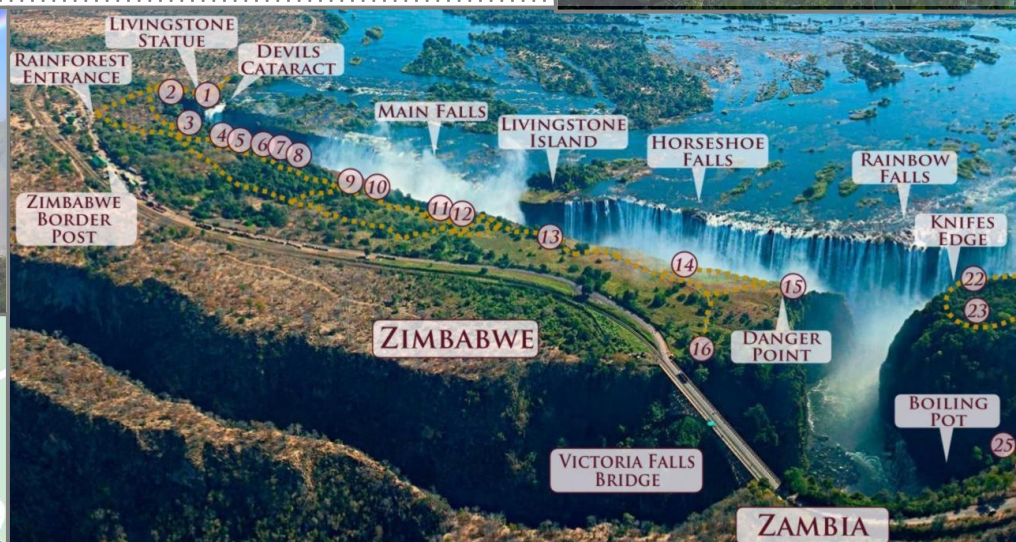 LIVINGSTONE
STATUE
RAINFOREST
ENTRANCE
DEVILS
CATARACT
MAIN FALLS
LIVINGSTONE
ISLAND
HORSESHOE
FALLS
RAINBOW
FALLS
KNIFES
EDGE
ZIMBABWE
BORDER
POST
2
1
3
4
5
6
7
8
9
10
11
12
13
14
15
16
22
23
ZIMBABWE
DANGER
POINT
BOILING
POT
25
VICTORIA FALLS
BRIDGE
ZAMBIA